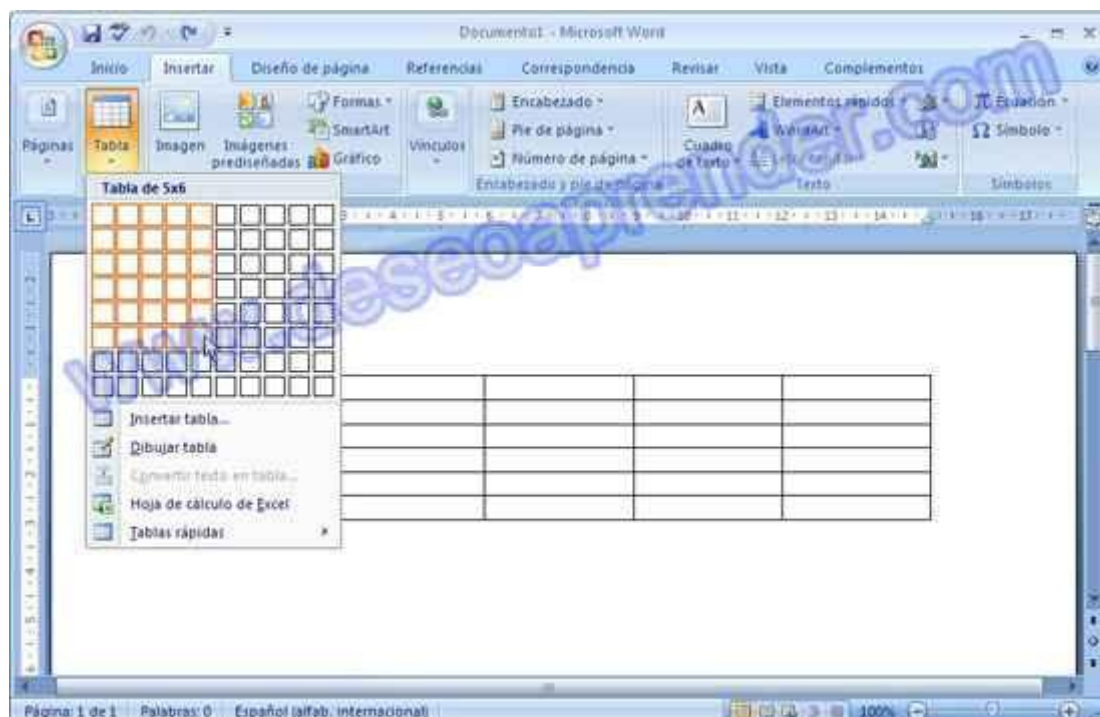 Documento1 - Microsoft Word
Inicio Insertar Diseño de página Referencias Correspondencia Revisar Vista Complementos
Páginas
Tabla
Imagen
Imágenes prediseñadas
Formas
SmartArt
Gráfico
Vínculos
Encabezado
Pie de página
Número de página
Encabezado y pie de página
A
Cuadro de texto
Elementos rápidos
WordArt
Texto
π Ecuación
Ω Símbolo
Símbolos
www.deseoaprender.com
Tabla de 5x6
Insertar tabla...
Dibujar tabla
Convertir texto en tabla...
Hoja de cálculo de Excel
Tablas rápidas
Página: 1 de 1 Palabras: 0 Español (alfab. internacional) 100%